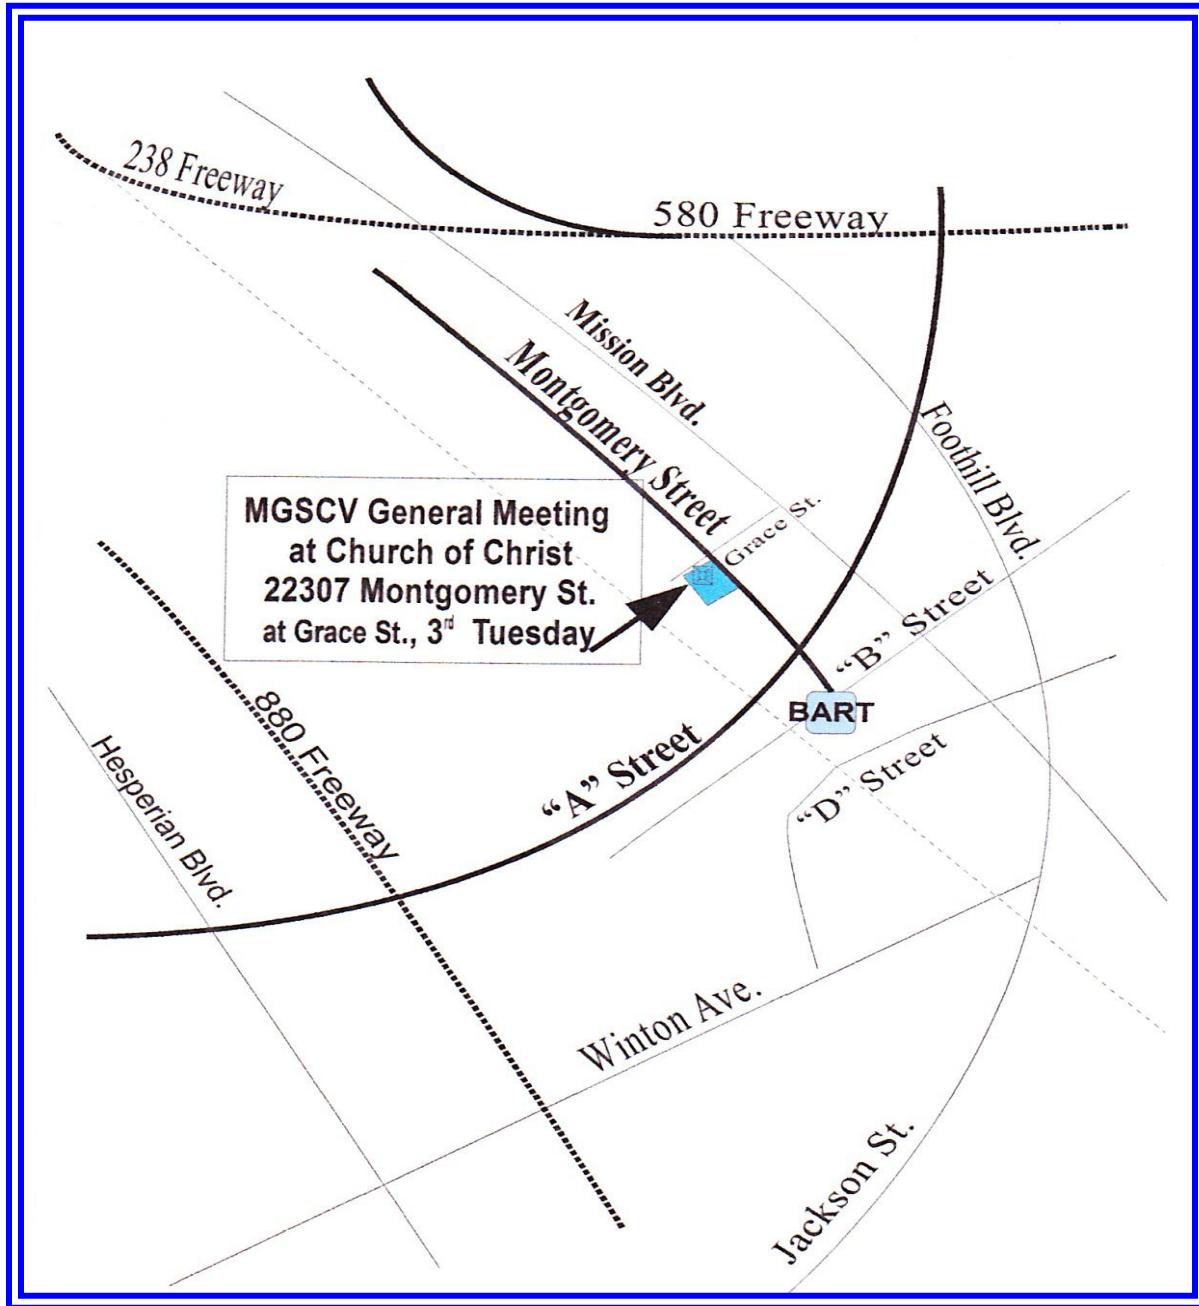 238 Freeway
580 Freeway
Mission Blvd.
Montgomery Street
Foothill Blvd.
Grace St.
MGSCV General Meeting
at Church of Christ
22307 Montgomery St.
at Grace St., 3rd Tuesday
"B" Street
BART
880 Freeway
"A" Street
"D" Street
Hesperian Blvd.
Winton Ave.
Jackson St.